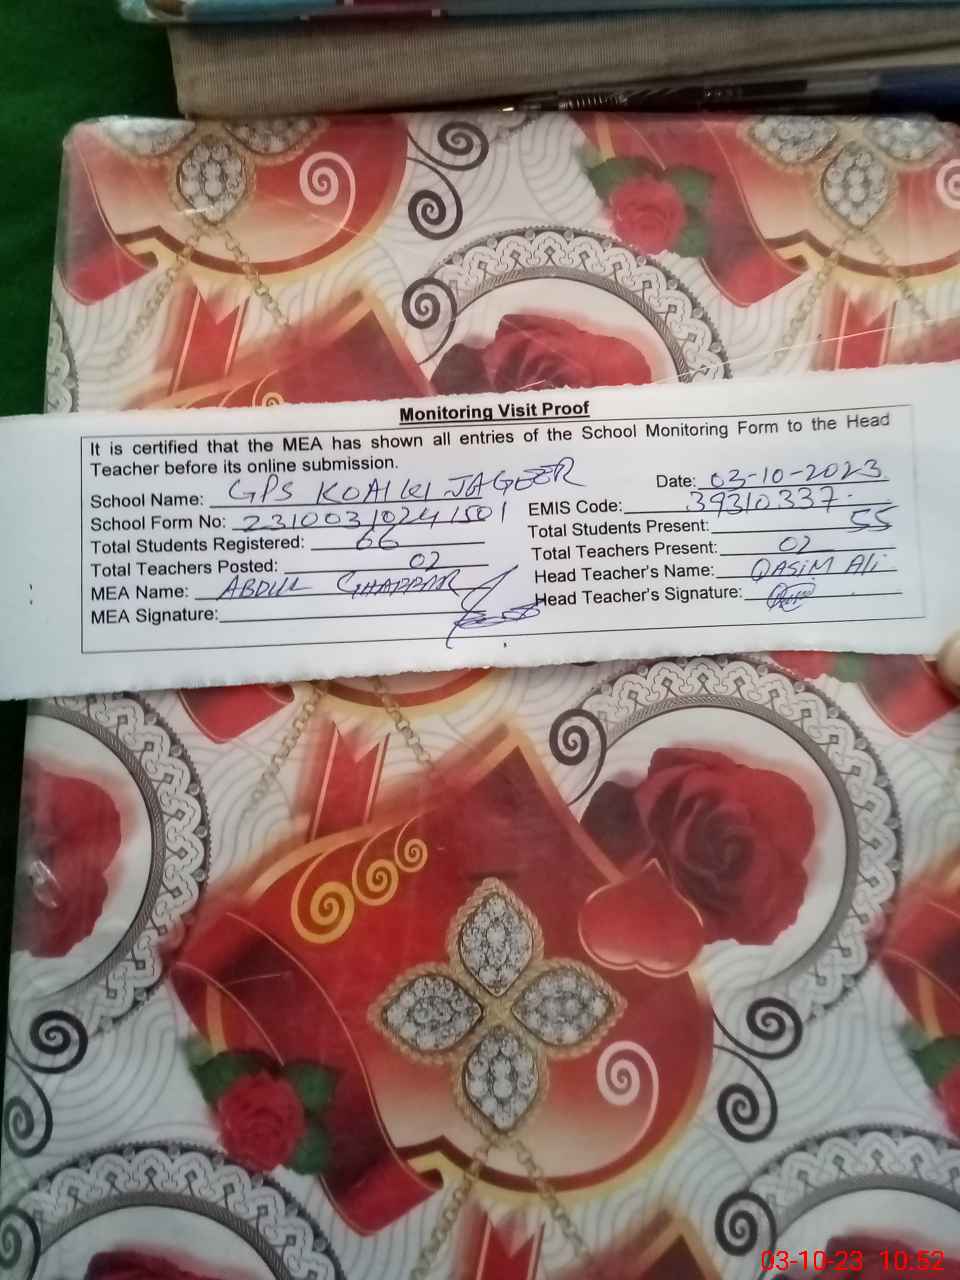 Monitoring Visit Proof
It is certified that the MEA has shown all entries of the School Monitoring Form to the Head
Teacher before its online submission.
Date: 03-10-2023
School Name: GPS KOAI KI JAGEER
EMIS Code: 39310337
School Form No: 2310031024 1501
Total Students Present: 55
Total Students Registered: 66
Total Teachers Present: 02
Total Teachers Posted: 02
Head Teacher's Name: QASIM Ali
MEA Name: ABDUL GHAFFAR
Head Teacher's Signature:
MEA Signature:
03-10-23 10:52